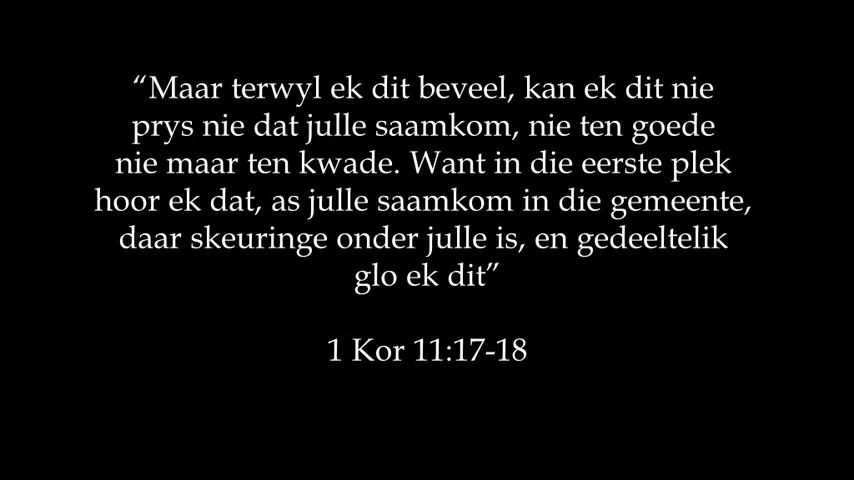 “Maar terwyl ek dit beveel, kan ek dit nie
prys nie dat julle saamkom, nie ten goede
nie maar ten kwade. Want in die eerste plek
hoor ek dat, as julle saamkom in die gemeente,
daar skeuringe onder julle is, en gedeeltelik
glo ek dit”
1 Kor 11:17-18